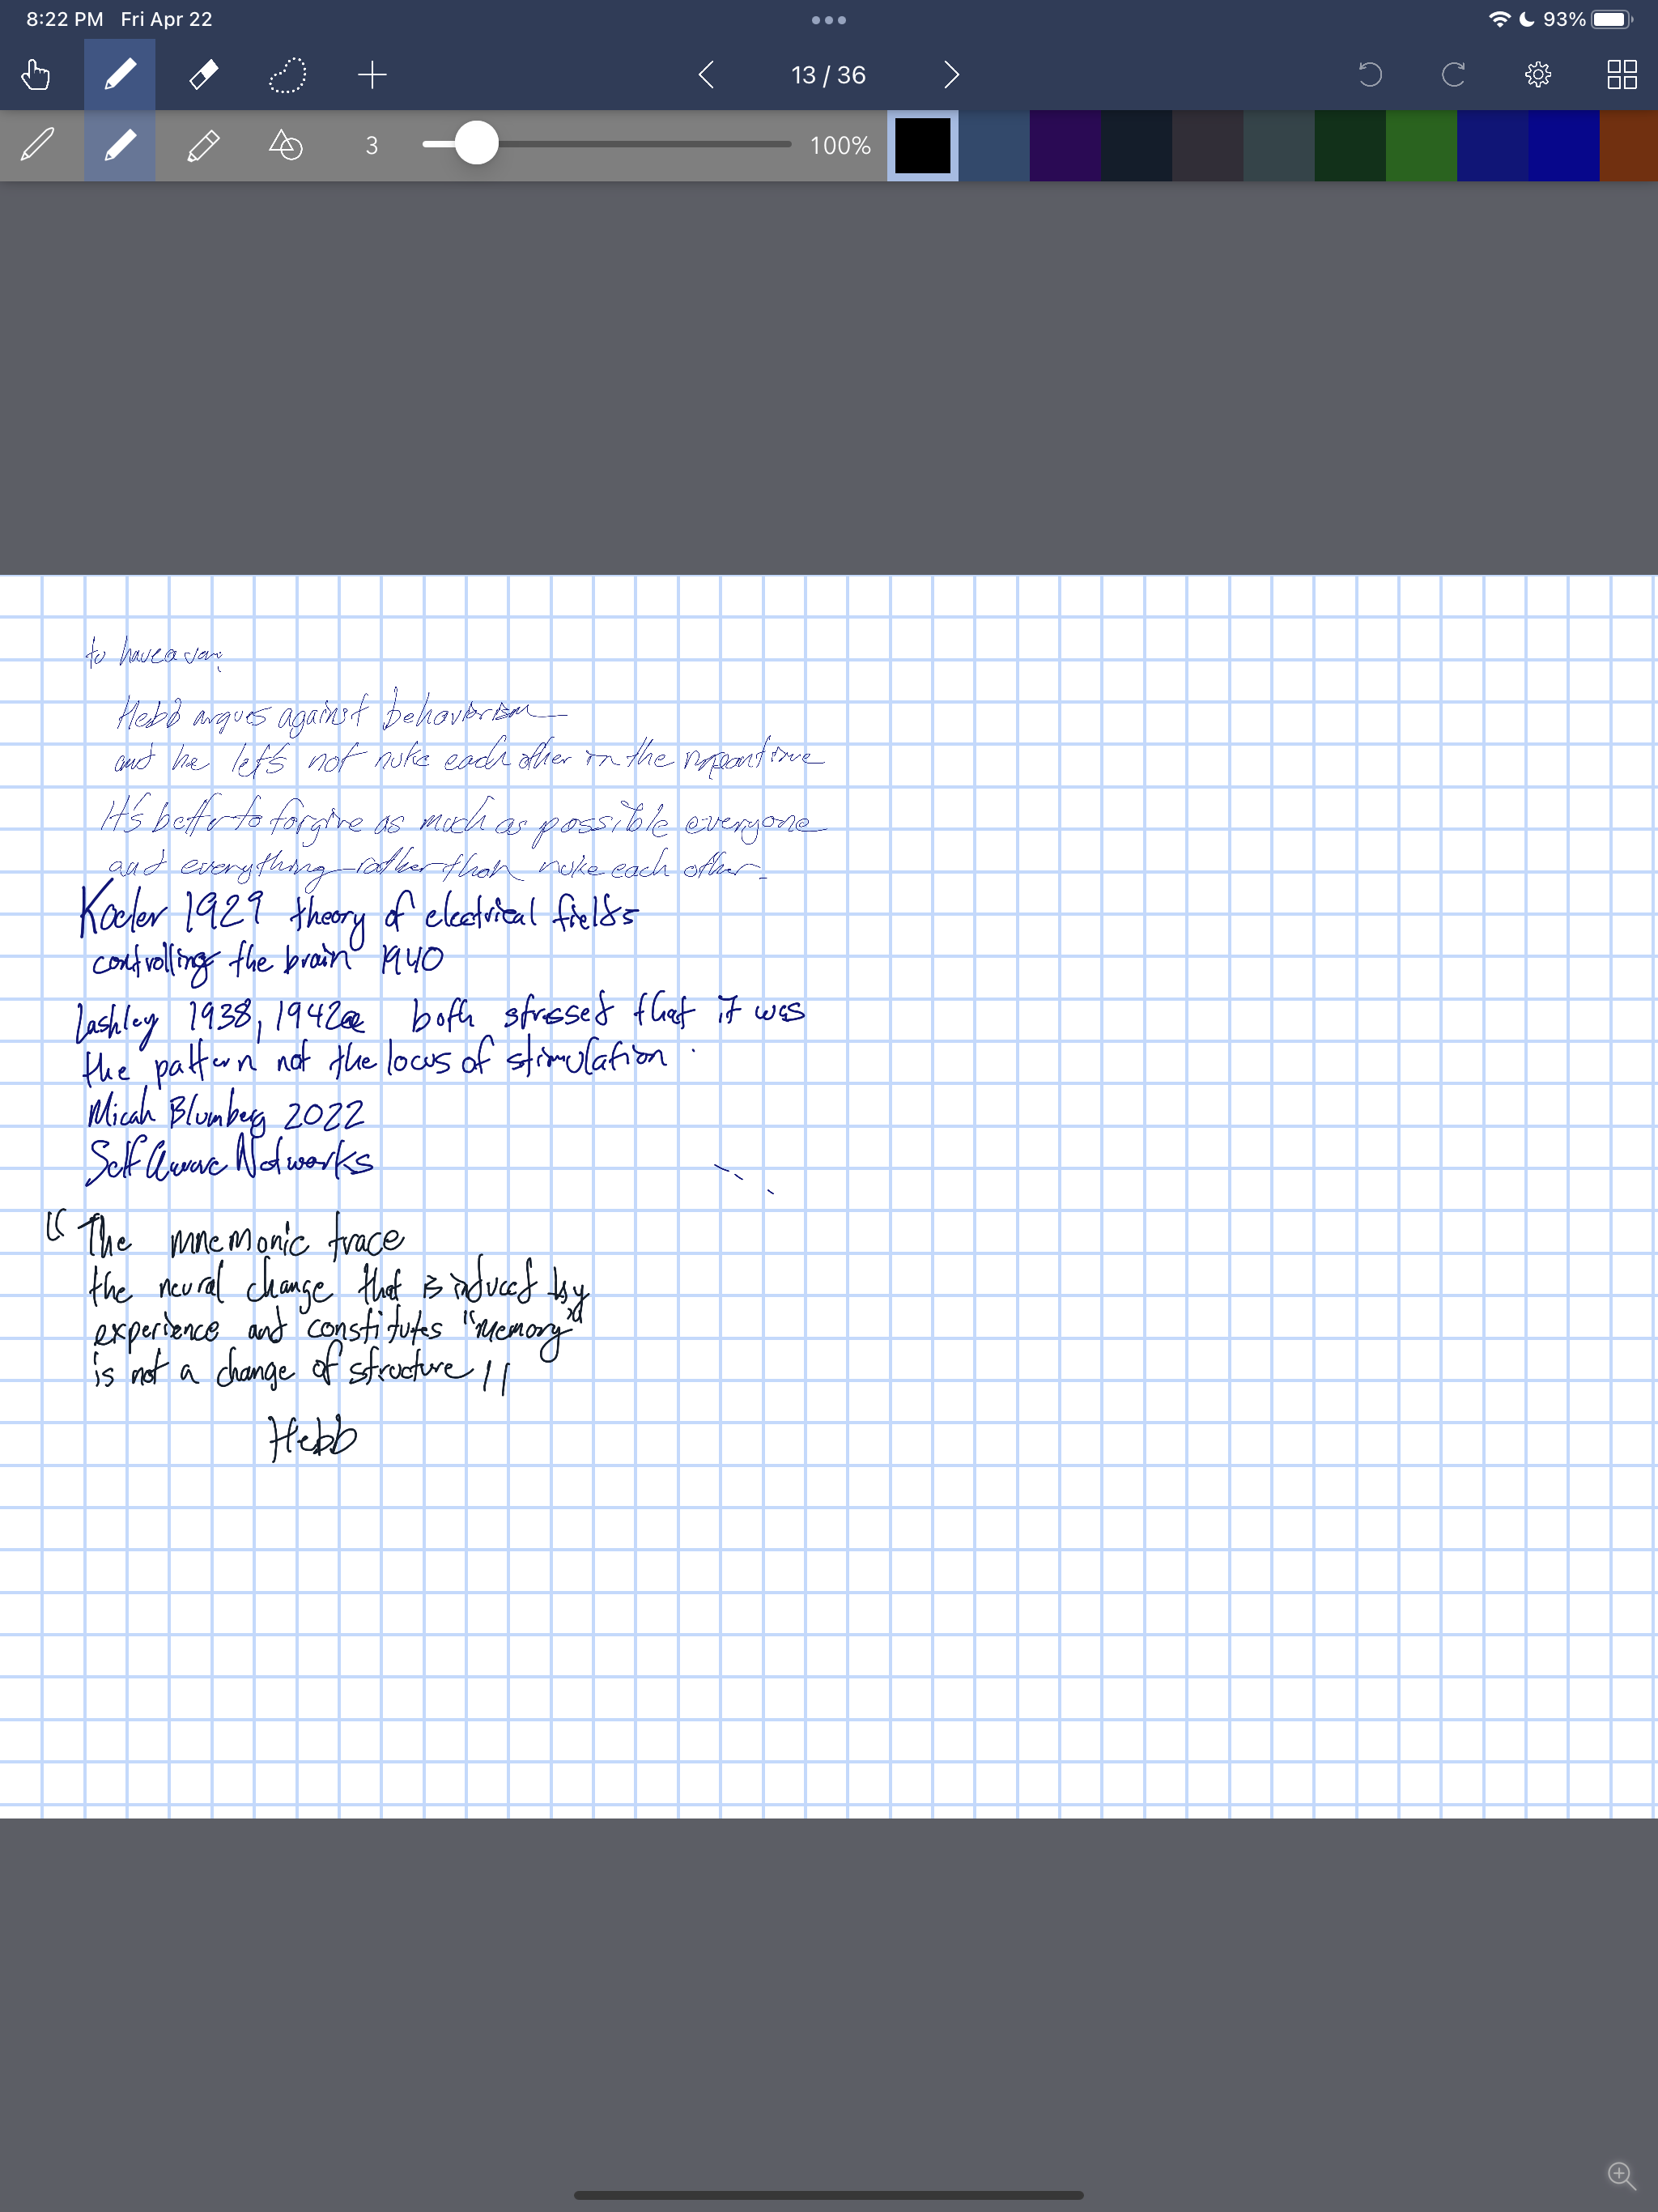 8:22 PM Fri Apr 22
93%
13 / 36
3
100%
to have a
Hebb argues against behaviorism
and he let's not nuke each other in the meantime
It's better to forgive as much as possible everyone
and everything rather than nuke each other.
Koeler 1929 theory of electrical fields
controlling the brain 1940
Lashley 1938, 1942a both stressed that it was
the pattern not the locus of stimulation.
Micah Blumberg 2022
Self Aware Networks
"The mnemonic trace
the neural change that is induced by
experience and constitutes "memory"
is not a change of structure"
Hebb